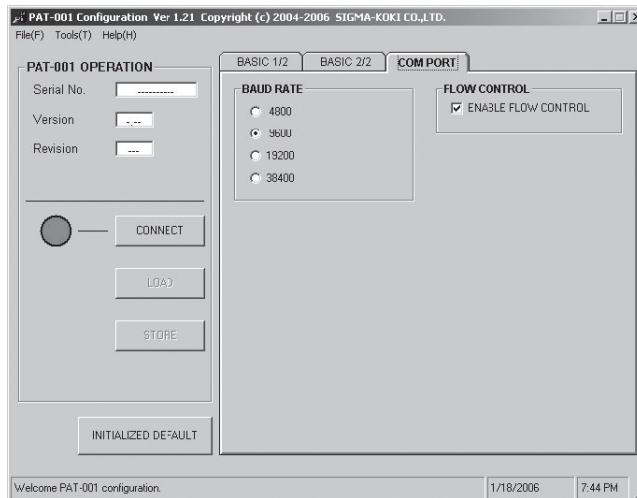 PAT-001 Configuration Ver 1.21 Copyright (c) 2004-2006 SIGMA-KOKI CO.,LTD.
File(F) Tools(T) Help(H)
PAT-001 OPERATION
Serial No. ----------
Version -.--
Revision ---
CONNECT
LOAD
STORE
INITIALIZED DEFAULT
BASIC 1/2 BASIC 2/2 COM PORT
BAUD RATE
4800
9600
19200
38400
FLOW CONTROL
ENABLE FLOW CONTROL
Welcome PAT-001 configuration. 1/18/2006 7:44 PM